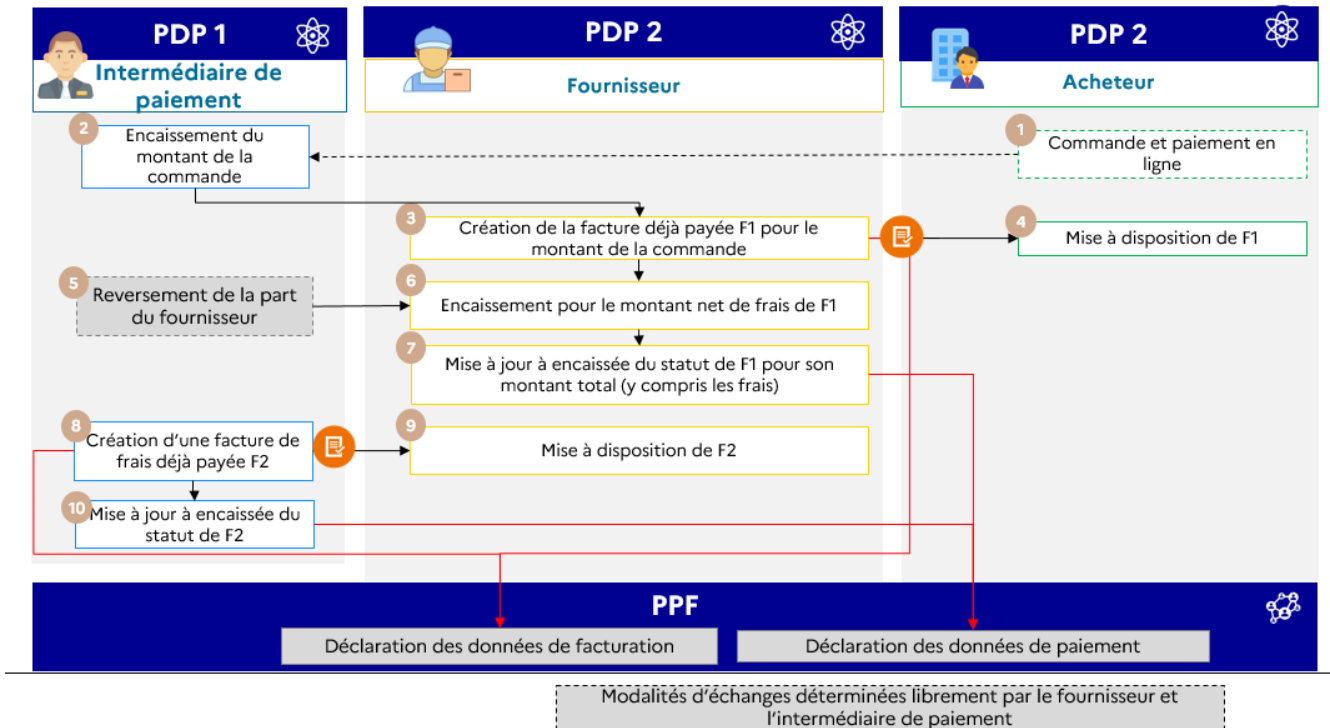 PDP 1
PDP 2
PDP 2
Intermédiaire de
paiement
Fournisseur
Acheteur
2
Encaissement du
montant de la
commande
1
Commande et paiement en
ligne
3
Création de la facture déjà payée F1 pour le
montant de la commande
4
Mise à disposition de F1
5
Reversement de la part
du fournisseur
6
Encaissement pour le montant net de frais de F1
7
Mise à jour à encaissée du statut de F1 pour son
montant total (y compris les frais)
8
Création d'une facture de
frais déjà payée F2
9
Mise à disposition de F2
10
Mise à jour à encaissée du
statut de F2
PPF
Déclaration des données de facturation
Déclaration des données de paiement
Modalités d'échanges déterminées librement par le fournisseur et
l'intermédiaire de paiement